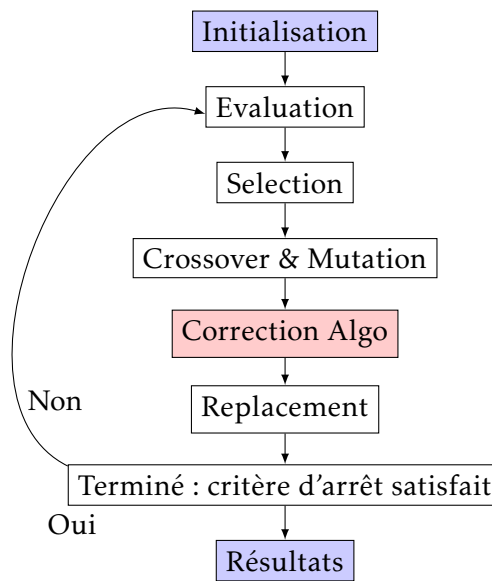 Initialisation
Evaluation
Selection
Crossover & Mutation
Correction Algo
Non
Replacement
Terminé : critère d'arrêt satisfait
Oui
Résultats